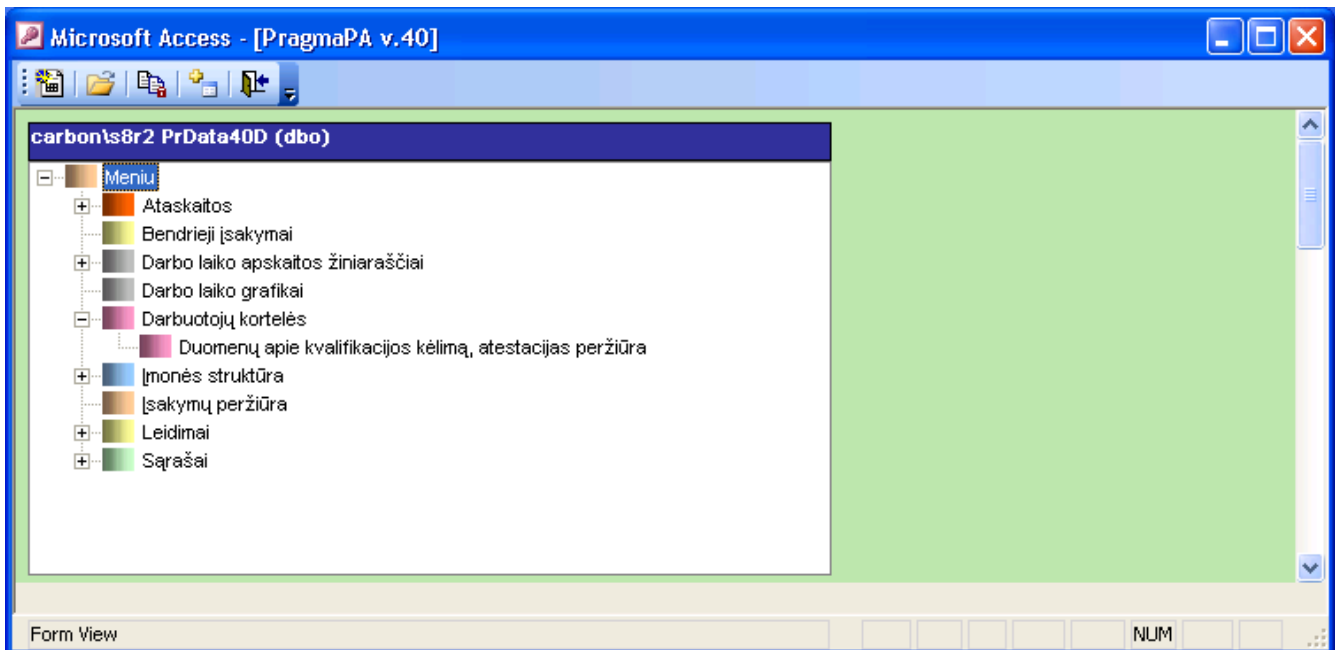 Microsoft Access - [PragmaPA v.40]
carbon\s8r2 PrData40D (dbo)
Meniu
Ataskaitos
Bendrieji įsakymai
Darbo laiko apskaitos žiniaraščiai
Darbo laiko grafikai
Darbuotojų kortelės
Duomenų apie kvalifikacijos kėlimą, atestacijas peržiūra
Įmonės struktūra
Įsakymų peržiūra
Leidimai
Sąrašai
Form View NUM